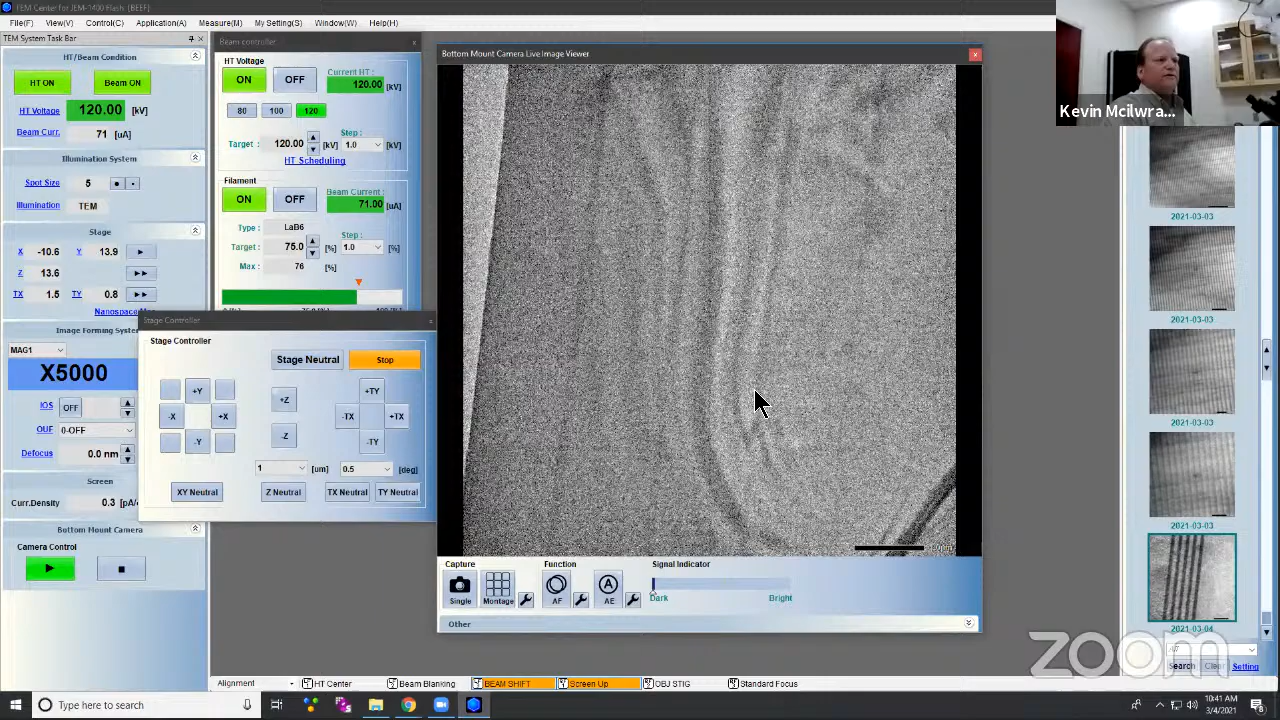 TEM Center for JEM-1400 Flash (BEEF)
File(F) View(V) Control(C) Application(A) Measure(M) My Setting(S) Window(W) Help(H)
TEM System Task Bar
HT/Beam Condition
HT ON Beam ON
HT Voltage 120.00 [kV]
Beam Curr. 71 [uA]
Illumination System
Spot Size 5
Illumination TEM
Stage
X -10.6 Y 13.9
Z 13.6
TX 1.5 TY 0.8
Image Forming System
MAG1
X5000
IOS OFF
OUF 0-OFF
Defocus 0.0 nm
Screen
Curr.Density 0.3
Bottom Mount Camera
Camera Control
Beam controller
HT Voltage
ON OFF Current HT: 120.00 [kV]
80 100 120
Target : 120.00 [kV] Step : 1.0 [kV]
HT Scheduling
Filament
ON OFF Beam Current : 71.00 [uA]
Type : LaB6
Target : 75.0 [%] Step : 1.0 [%]
Max : 76 [%]
Stage Controller
Stage Controller
Stage Neutral Stop
+Y +Z +TY
-X +X -TX +TX
-Y -Z -TY
1 [um] 0.5 [deg]
XY Neutral Z Neutral TX Neutral TY Neutral
Bottom Mount Camera Live Image Viewer
Capture Function Signal Indicator
Single Montage AF AE
Dark Bright
Other
Kevin Mcilwra...
2021-03-03
2021-03-03
2021-03-03
2021-03-03
2021-03-04
All
Search Clear Setting
zoom
Alignment HT Center Beam Blanking BEAM SHIFT Screen Up OBJ STIG Standard Focus
Type here to search
10:41 AM
3/4/2021
8